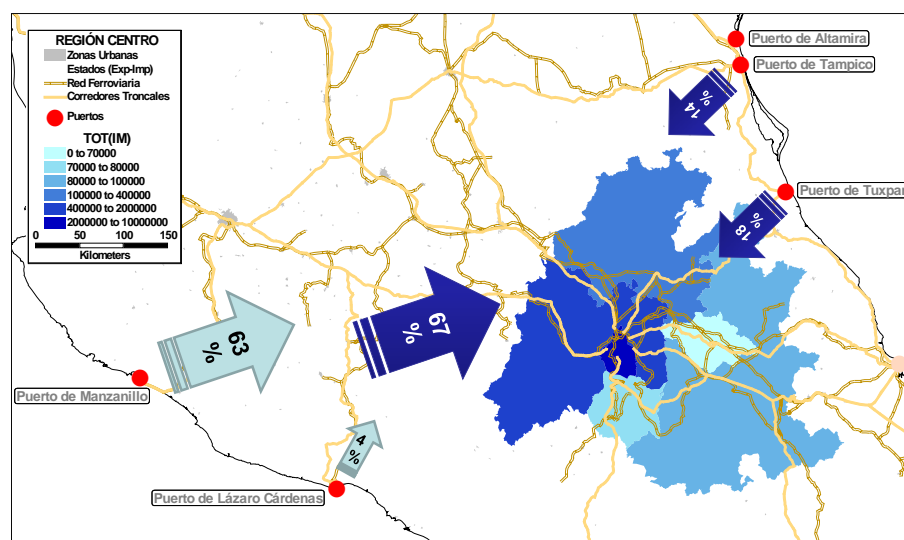 REGIÓN CENTRO
Zonas Urbanas
Estados (Exp-Imp)
Red Ferroviaria
Corredores Troncales
Puertos
TOT(IM)
0 to 70000
70000 to 80000
80000 to 100000
100000 to 400000
400000 to 2000000
2000000 to 10000000
0 50 100 150
Kilometers
Puerto de Altamira
Puerto de Tampico
14
%
Puerto de Tuxpan
18
%
67
%
63
%
Puerto de Manzanillo
4
%
Puerto de Lázaro Cárdenas